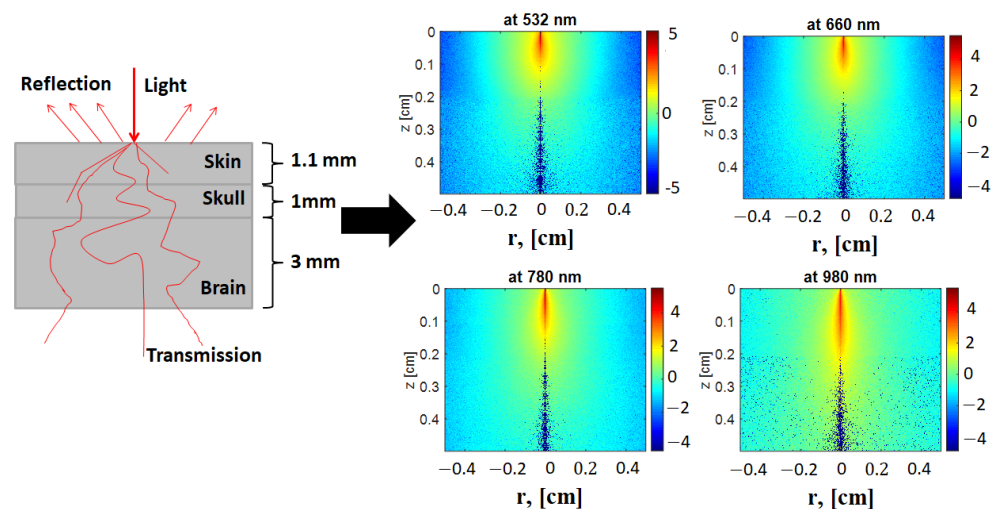 Reflection
Light
Skin
1.1 mm
Skull
1mm
Brain
3 mm
Transmission
at 532 nm
0
0.1
0.2
0.3
0.4
z [cm]
−0.4 −0.2 0 0.2 0.4
r, [cm]
5
0
-5
at 660 nm
0
0.1
0.2
0.3
0.4
z [cm]
−0.4 −0.2 0 0.2 0.4
r, [cm]
4
2
0
−2
−4
at 780 nm
0
0.1
0.2
0.3
0.4
z [cm]
−0.4 −0.2 0 0.2 0.4
r, [cm]
4
2
0
−2
−4
at 980 nm
0
0.1
0.2
0.3
0.4
z [cm]
−0.4 −0.2 0 0.2 0.4
r, [cm]
4
2
0
−2
−4